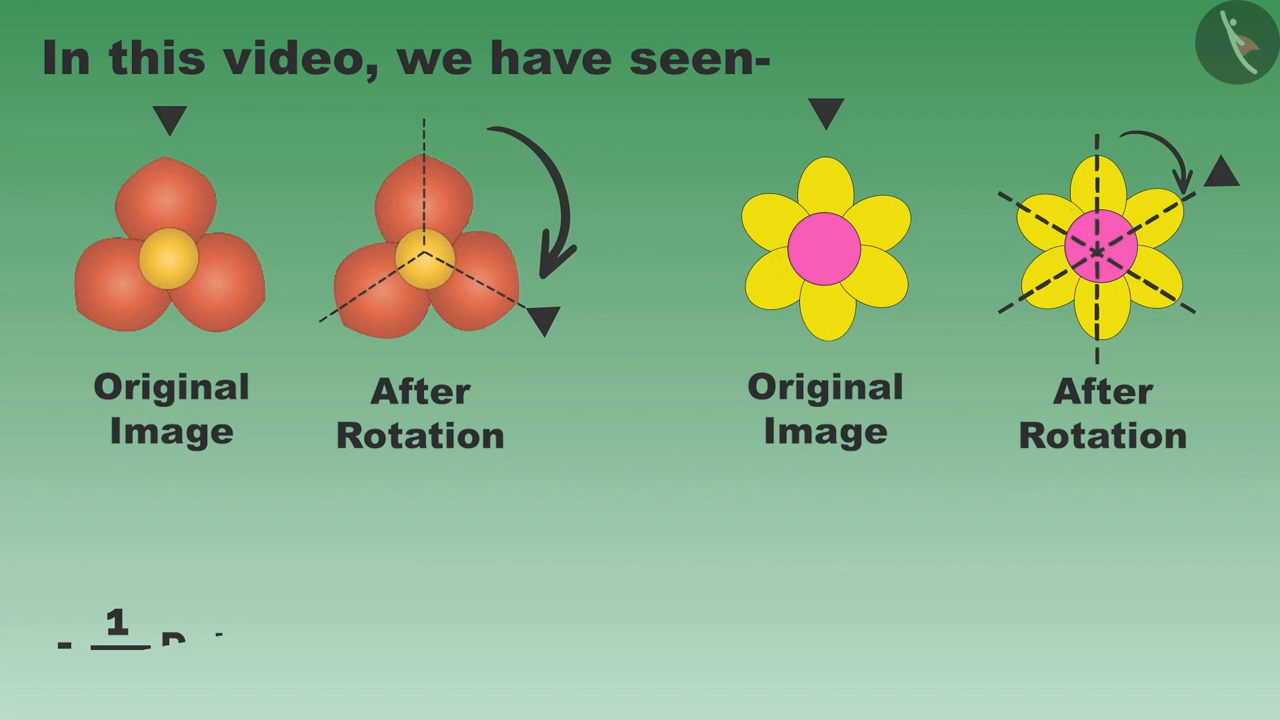 In this video, we have seen-
Original
Image
After
Rotation
Original
Image
After
Rotation
- 1